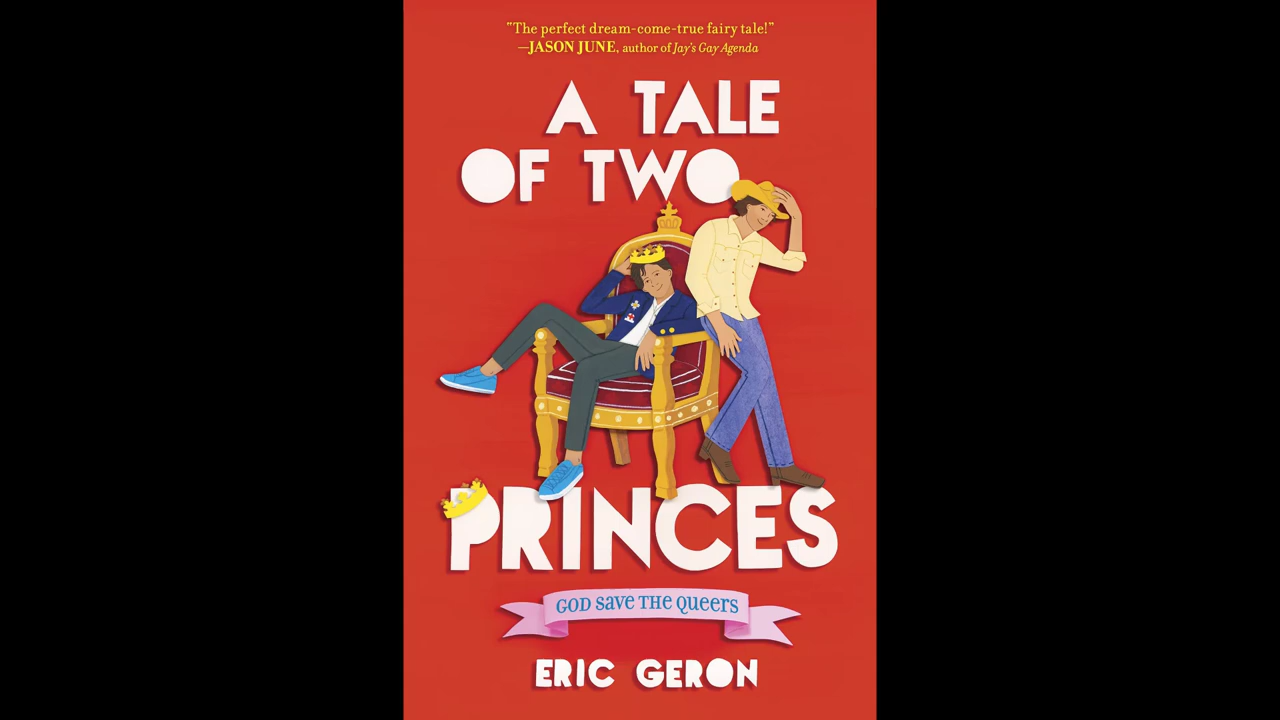 "The perfect dream-come-true fairy tale!"
—JASON JUNE, author of Jay's Gay Agenda
A TALE
OF TWO
PRINCES
GOD save THE queers
ERIC GERON